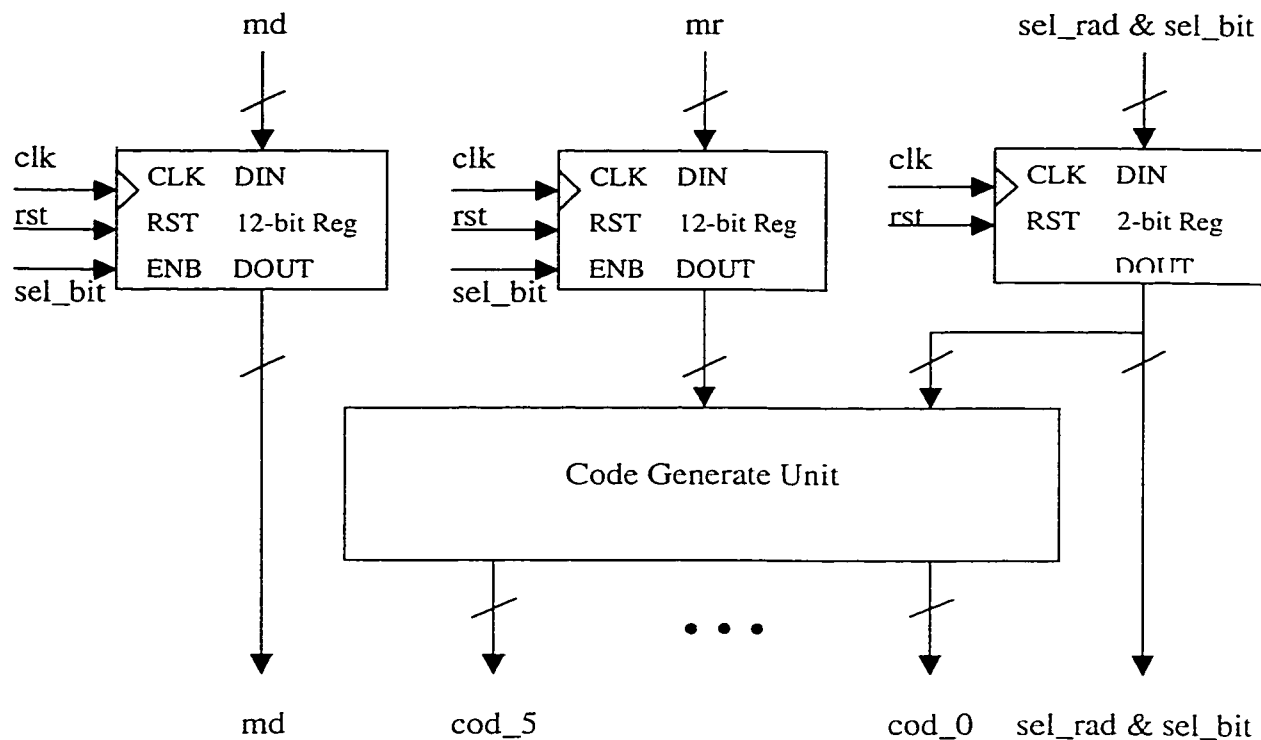 md
mr
sel_rad & sel_bit
clk
CLK DIN
rst
RST 12-bit Reg
ENB DOUT
sel_bit
clk
CLK DIN
rst
RST 12-bit Reg
ENB DOUT
sel_bit
clk
CLK DIN
rst
RST 2-bit Reg
DOUT
Code Generate Unit
md
cod_5
cod_0
sel_rad & sel_bit